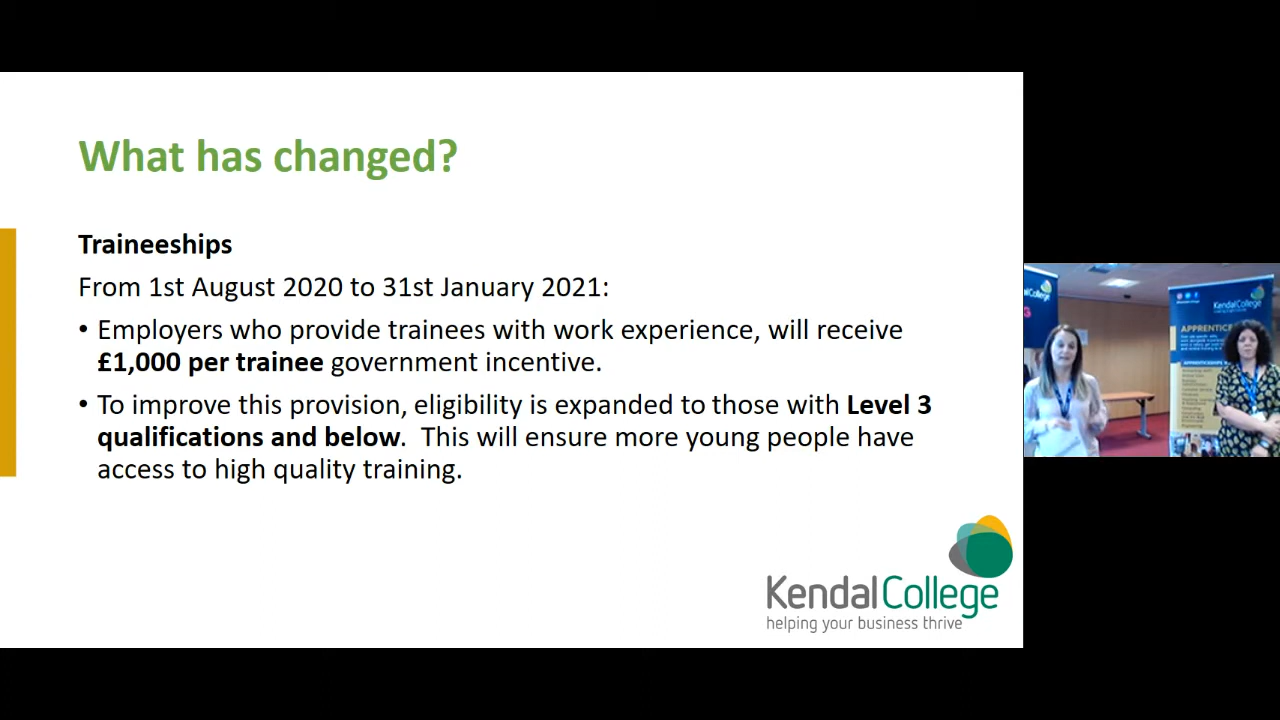 What has changed?
Traineeships
From 1st August 2020 to 31st January 2021:
• Employers who provide trainees with work experience, will receive
£1,000 per trainee government incentive.
• To improve this provision, eligibility is expanded to those with Level 3
qualifications and below.  This will ensure more young people have
access to high quality training.
KendalCollege
helping your business thrive
College
KendalCollege
APPRENTICE